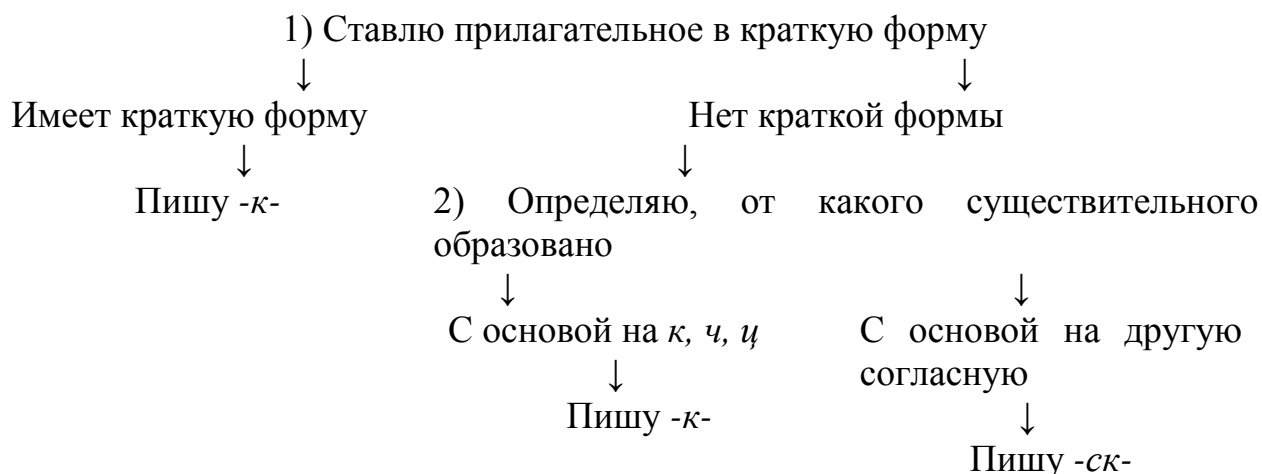 1) Ставлю прилагательное в краткую форму
↓ ↓
Имеет краткую форму Нет краткой формы
↓ ↓
Пишу -к- 2) Определяю, от какого существительного
образовано
↓ ↓
С основой на к, ч, ц С основой на другую
согласную
↓
Пишу -к- ↓
Пишу -ск-